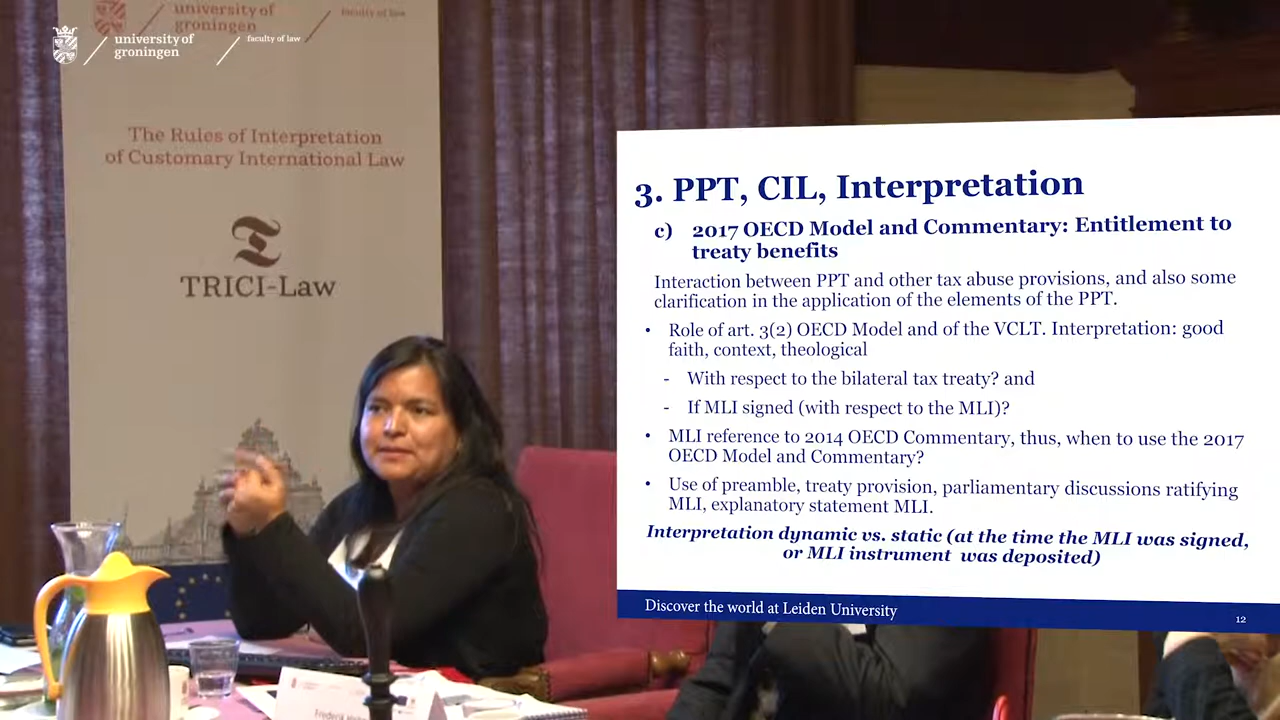 university of
groningen
faculty of law
university of
groningen
faculty of law
The Rules of Interpretation
of Customary International Law
TRICI-Law
3. PPT, CIL, Interpretation
c) 2017 OECD Model and Commentary: Entitlement to
treaty benefits
Interaction between PPT and other tax abuse provisions, and also some
clarification in the application of the elements of the PPT.
• Role of art. 3(2) OECD Model and of the VCLT. Interpretation: good
faith, context, theological
- With respect to the bilateral tax treaty? and
- If MLI signed (with respect to the MLI)?
• MLI reference to 2014 OECD Commentary, thus, when to use the 2017
OECD Model and Commentary?
• Use of preamble, treaty provision, parliamentary discussions ratifying
MLI, explanatory statement MLI.
Interpretation dynamic vs. static (at the time the MLI was signed,
or MLI instrument was deposited)
Discover the world at Leiden University
12
Frederik